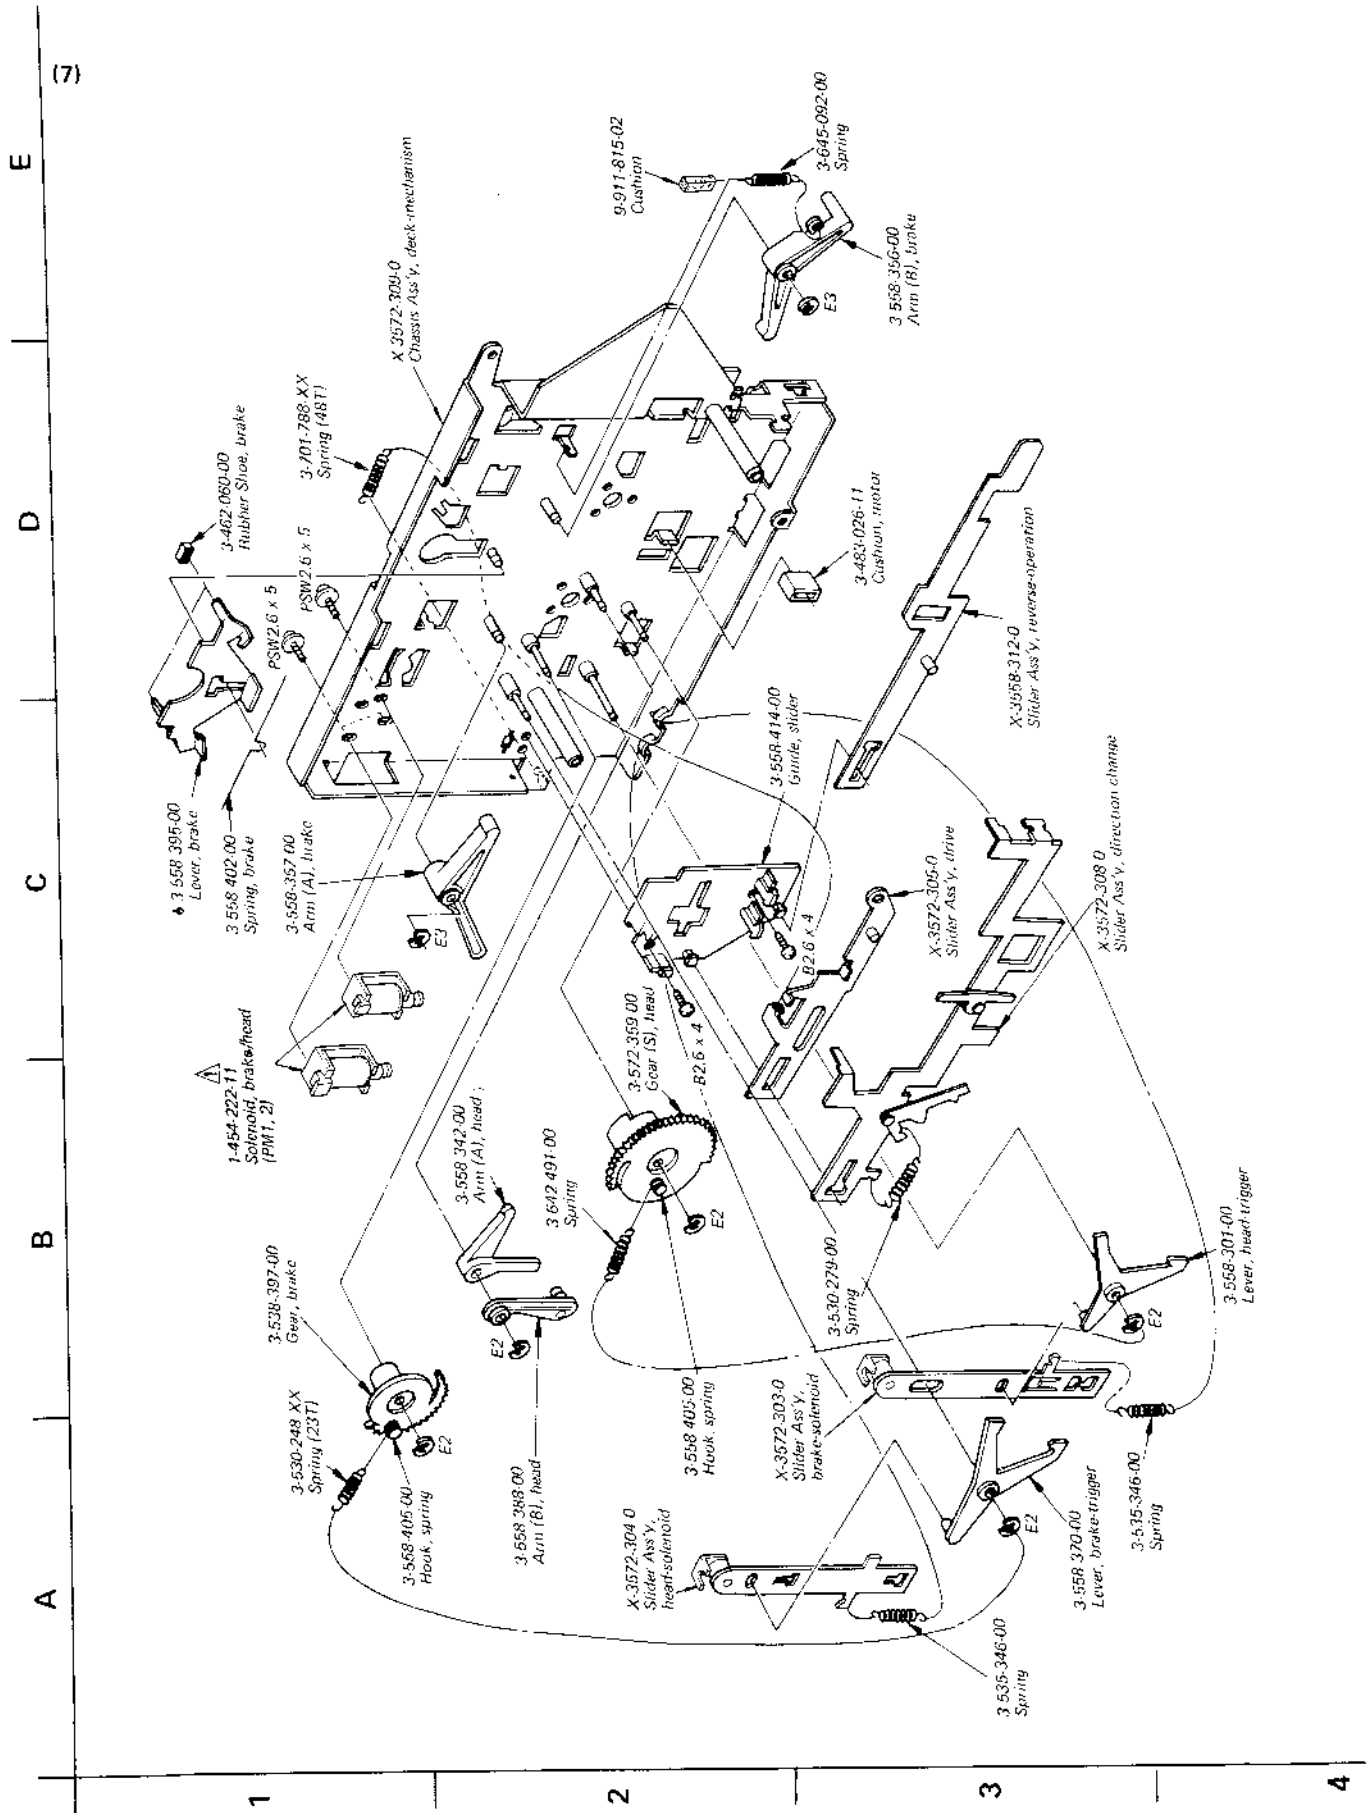 (7)
A
B
C
D
E
1
2
3
4
3-462-060-00
Rubber Shoe, brake
PSW2.6 x 5
PSW2.6 x 5
3-701-788-XX
Spring (48T)
X 3572-309-0
Chassis Ass'y, deck-mechanism
9-911-815-02
Cushion
3-645-092-00
Spring
E3
3 558-356-00
Arm (B), brake
3 558 395-00
Lever, brake
3 558 402-00
Spring, brake
3-558-357 00
Arm (A), brake
E3
1-454-222-11
Solenoid, brake/head
(PM1, 2)
3-483-026-11
Cushion, motor
X-3558-312-0
Slider Ass'y, reverse-operation
3-558-414-00
Guide, slider
B2.6 x 4
B2.6 x 4
X-3572-305-0
Slider Ass'y, drive
X-3572-308 0
Slider Ass'y, direction change
3-572-359 00
Gear (S), head
3-558 342-00
Arm (A), head
3 642 491-00
Spring
E2
3-538-397-00
Gear, brake
E2
3-530-248 XX
Spring (23T)
E2
3-558-405-00
Hook, spring
3-558 388-00
Arm (B), head
3-558 405-00
Hook, spring
3-530-279-00
Spring
3-558-301-00
Lever, head-trigger
E2
X-3572-303-0
Slider Ass'y,
brake-solenoid
X-3572-304 0
Slider Ass'y,
head-solenoid
E2
3-535-346-00
Spring
3-558 370-00
Lever, brake-trigger
3 535-346-00
Spring